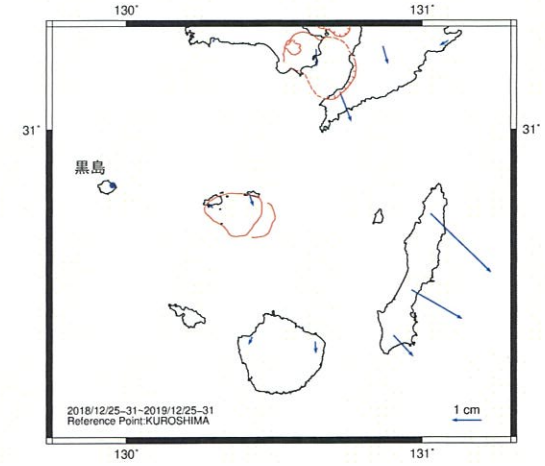 130˚ 131˚
31˚ 31˚
黒島
2018/12/25-31~2019/12/25-31
Reference Point:KUROSHIMA
1 cm
130˚ 131˚